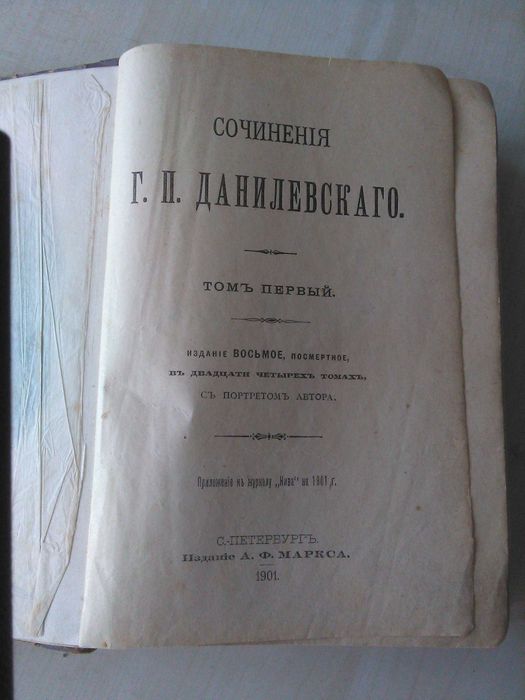 СОЧИНЕНІЯ
Г. П. ДАНИЛЕВСКАГО.
ТОМЪ ПЕРВЫЙ.
ИЗДАНІЕ ВОСЬМОЕ, ПОСМЕРТНОЕ,
ВЪ ДВАДЦАТИ ЧЕТЫРЕХЪ ТОМАХЪ,
СЪ ПОРТРЕТОМЪ АВТОРА.
Приложеніе къ журналу „Нива" на 1901 г.
С.-ПЕТЕРБУРГЪ.
Изданіе А. Ф. МАРКСА.
1901.